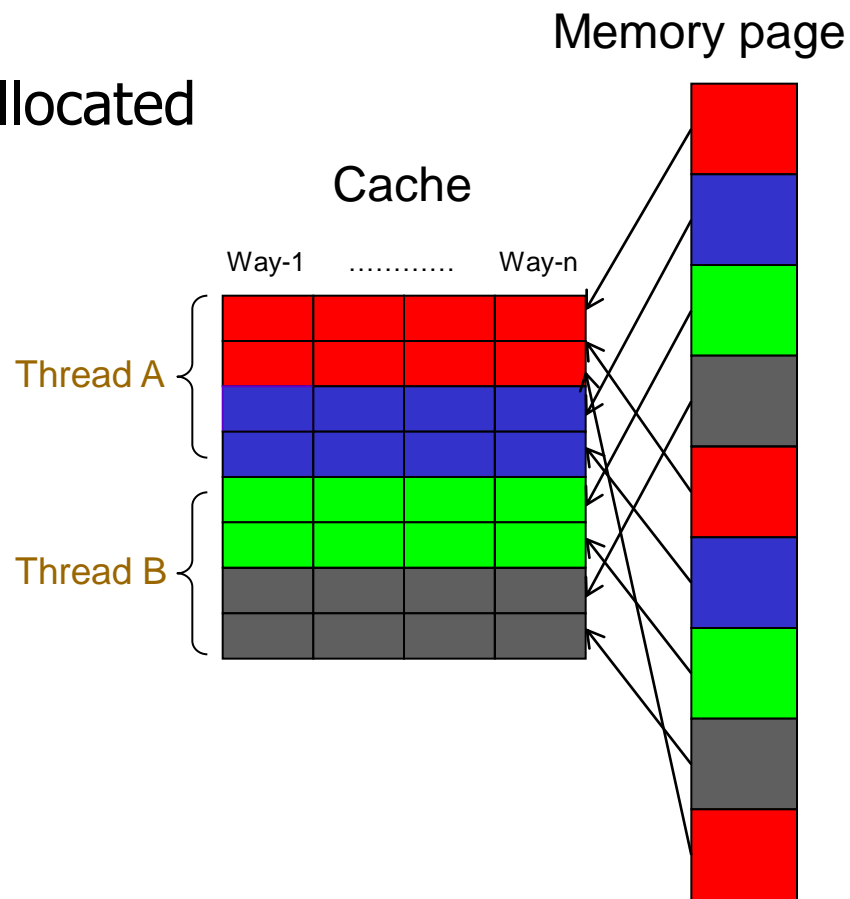 Memory page
llocated
Cache
Way-1 ............ Way-n
Thread A
Thread B